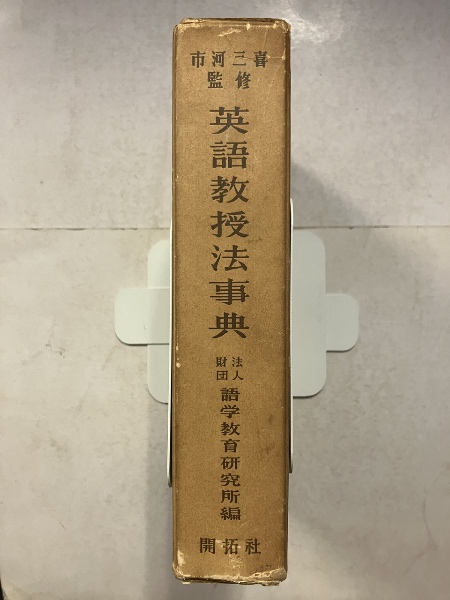 市河三喜
監修
英語教授法事典
財団法人
語学教育研究所編
開拓社